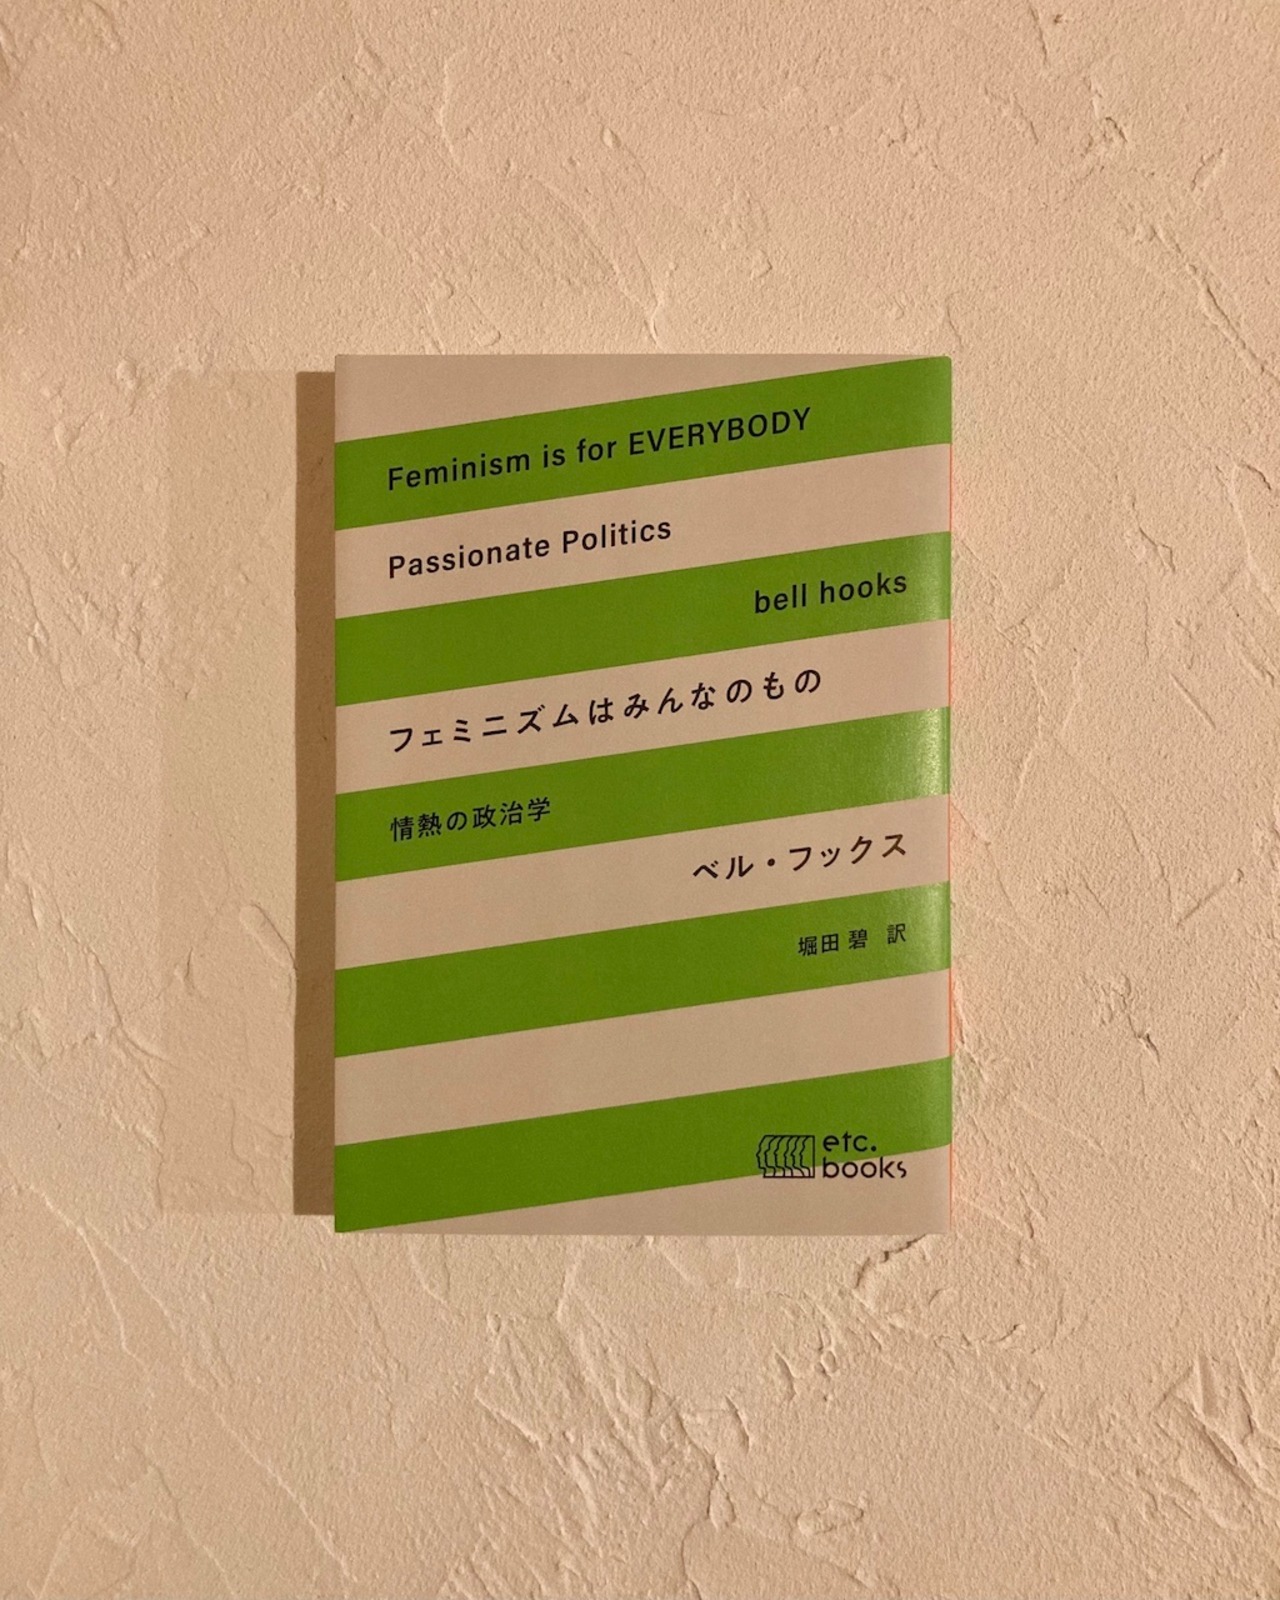 Feminism is for EVERYBODY
Passionate Politics
bell hooks
フェミニズムはみんなのもの
情熱の政治学
ベル・フックス
堀田 碧 訳
etc.
books